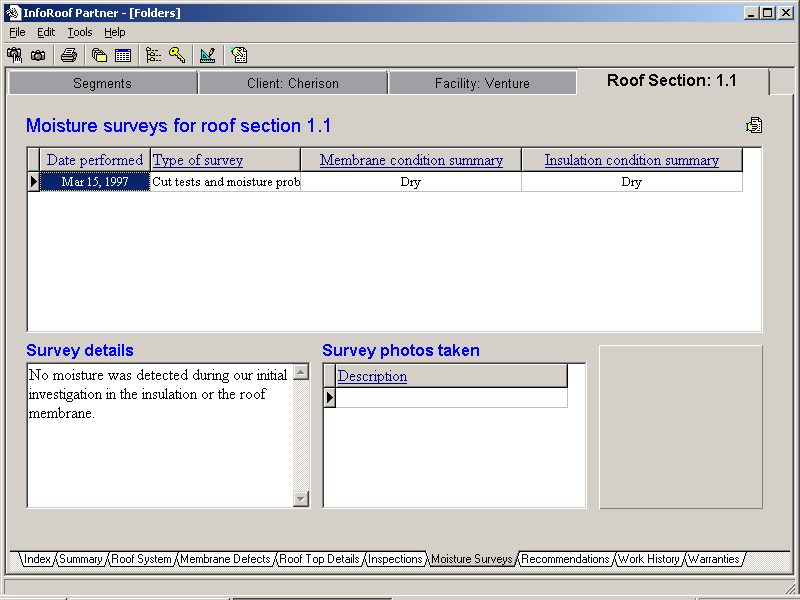 InfoRoof Partner - [Folders]
File Edit Tools Help
Segments Client: Cherison Facility: Venture Roof Section: 1.1
Moisture surveys for roof section 1.1
Date performed Type of survey Membrane condition summary Insulation condition summary
Mar 15, 1997 Cut tests and moisture prob Dry Dry
Survey details Survey photos taken
Description
No moisture was detected during our initial
investigation in the insulation or the roof
membrane.
Index Summary Roof System Membrane Defects Roof Top Details Inspections Moisture Surveys Recommendations Work History Warranties